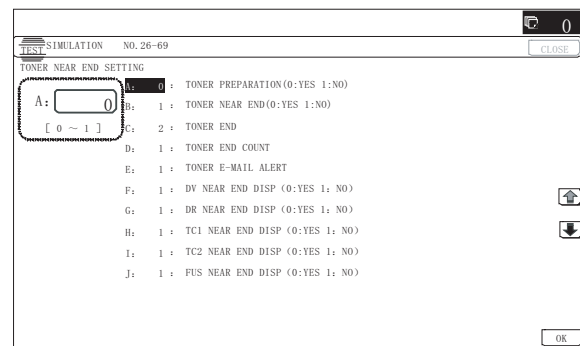 0
TEST SIMULATION NO.26-69
CLOSE
TONER NEAR END SETTING
A: 0
[ 0 ～ 1 ]
A: 0 : TONER PREPARATION(0:YES 1:NO)
B: 1 : TONER NEAR END(0:YES 1:NO)
C: 2 : TONER END
D: 1 : TONER END COUNT
E: 1 : TONER E-MAIL ALERT
F: 1 : DV NEAR END DISP (0:YES 1: NO)
G: 1 : DR NEAR END DISP (0:YES 1: NO)
H: 1 : TC1 NEAR END DISP (0:YES 1: NO)
I: 1 : TC2 NEAR END DISP (0:YES 1: NO)
J: 1 : FUS NEAR END DISP (0:YES 1: NO)
OK